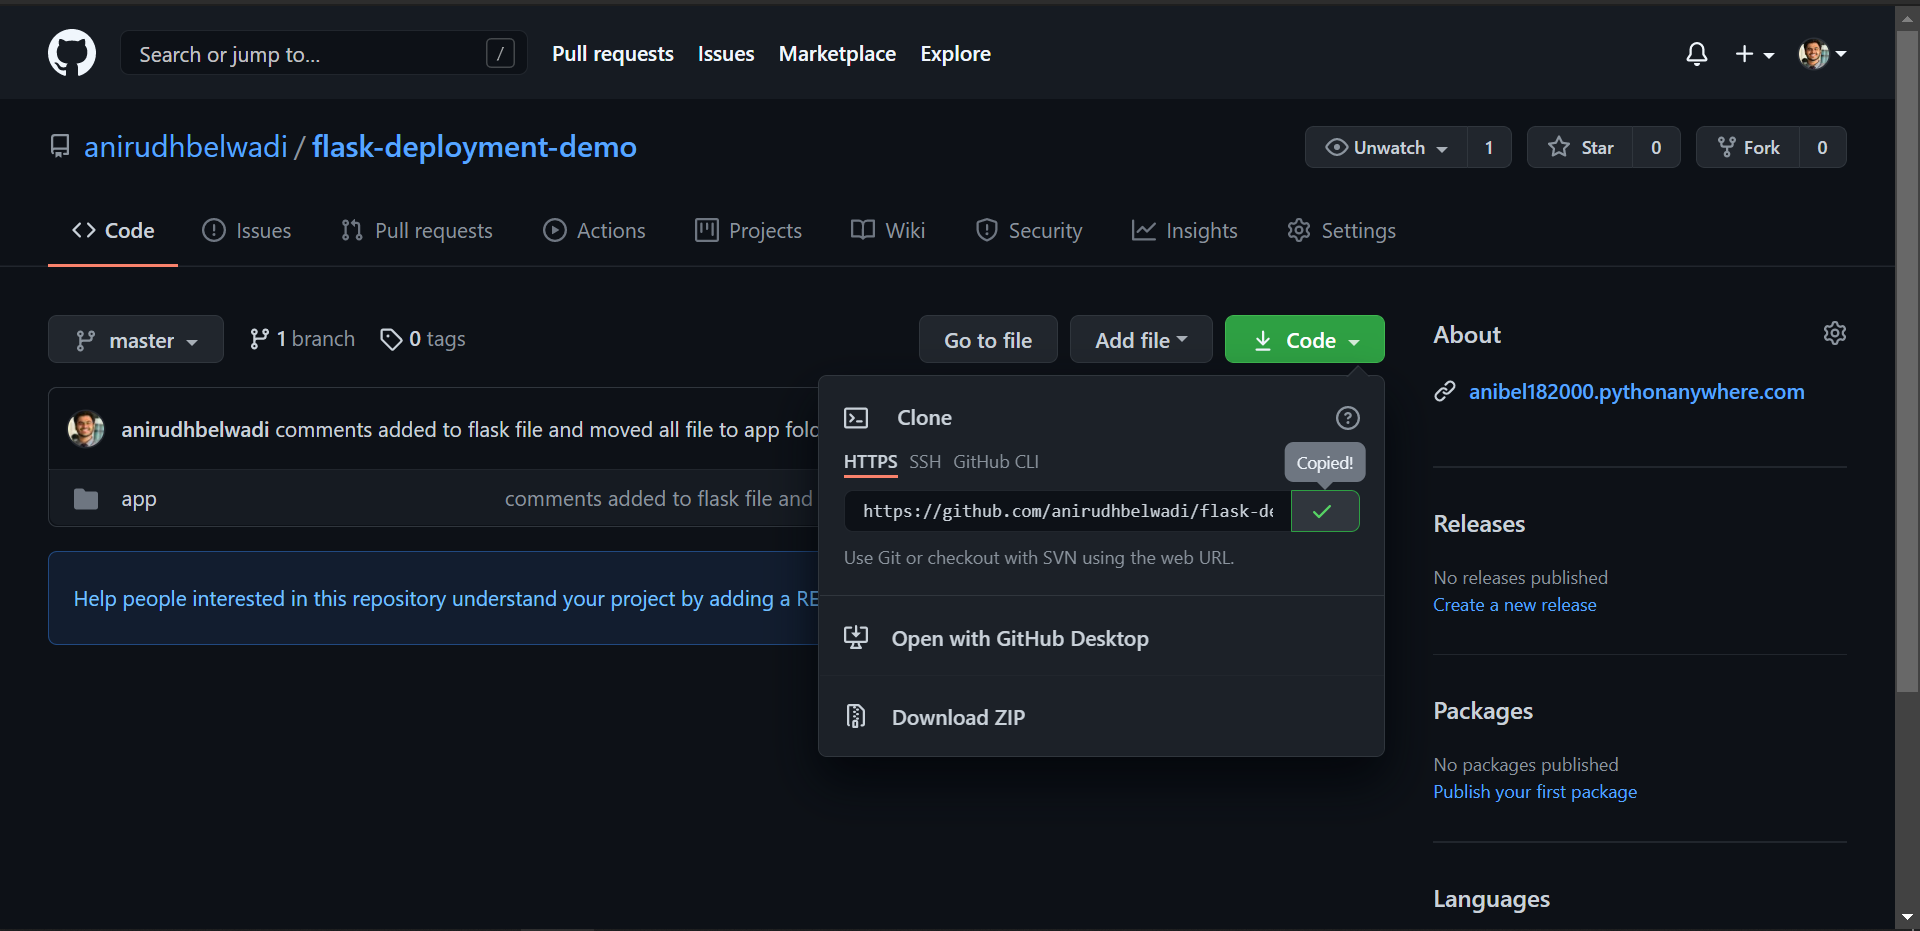 Search or jump to...
/
Pull requests
Issues
Marketplace
Explore
anirudhbelwadi / flask-deployment-demo
Unwatch 1
Star 0
Fork 0
Code
Issues
Pull requests
Actions
Projects
Wiki
Security
Insights
Settings
master
1 branch
0 tags
Go to file
Add file
Code
anirudhbelwadi comments added to flask file and moved all file to app fold
app
comments added to flask file and
Help people interested in this repository understand your project by adding a RE
Clone
HTTPS SSH GitHub CLI
Copied!
https://github.com/anirudhbelwadi/flask-de
Use Git or checkout with SVN using the web URL.
Open with GitHub Desktop
Download ZIP
About
anibel182000.pythonanywhere.com
Releases
No releases published
Create a new release
Packages
No packages published
Publish your first package
Languages